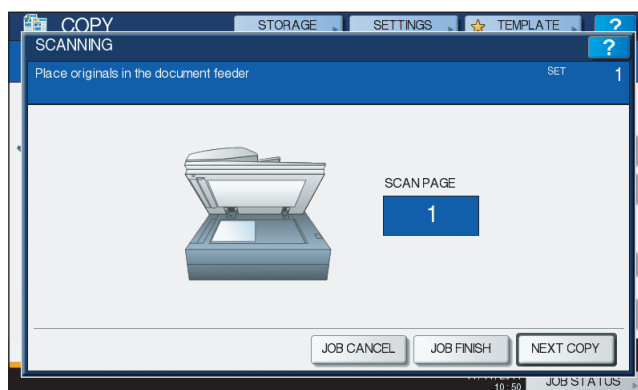 COPY STORAGE SETTINGS TEMPLATE ?
SCANNING ?
Place originals in the document feeder SET 1
SCAN PAGE
1
JOB CANCEL JOB FINISH NEXT COPY
10:50 JOB STATUS